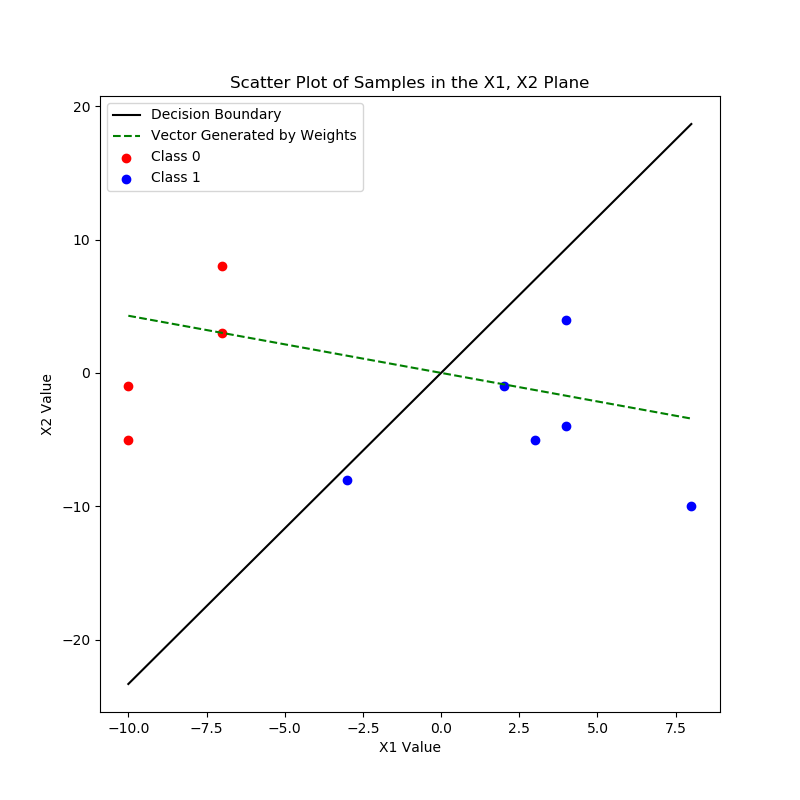 Scatter Plot of Samples in the X1, X2 Plane
Decision Boundary
Vector Generated by Weights
Class 0
Class 1
20
10
0
−10
−20
X2 Value
−10.0
−7.5
−5.0
−2.5
0.0
2.5
5.0
7.5
X1 Value